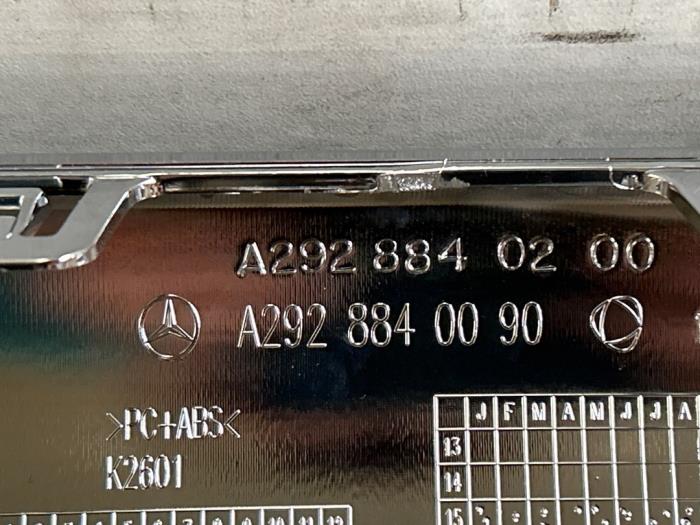 A292 884 02 00
A292 884 00 90
>PC+ABS<
K2601
J F M A M J J A
13
14
15